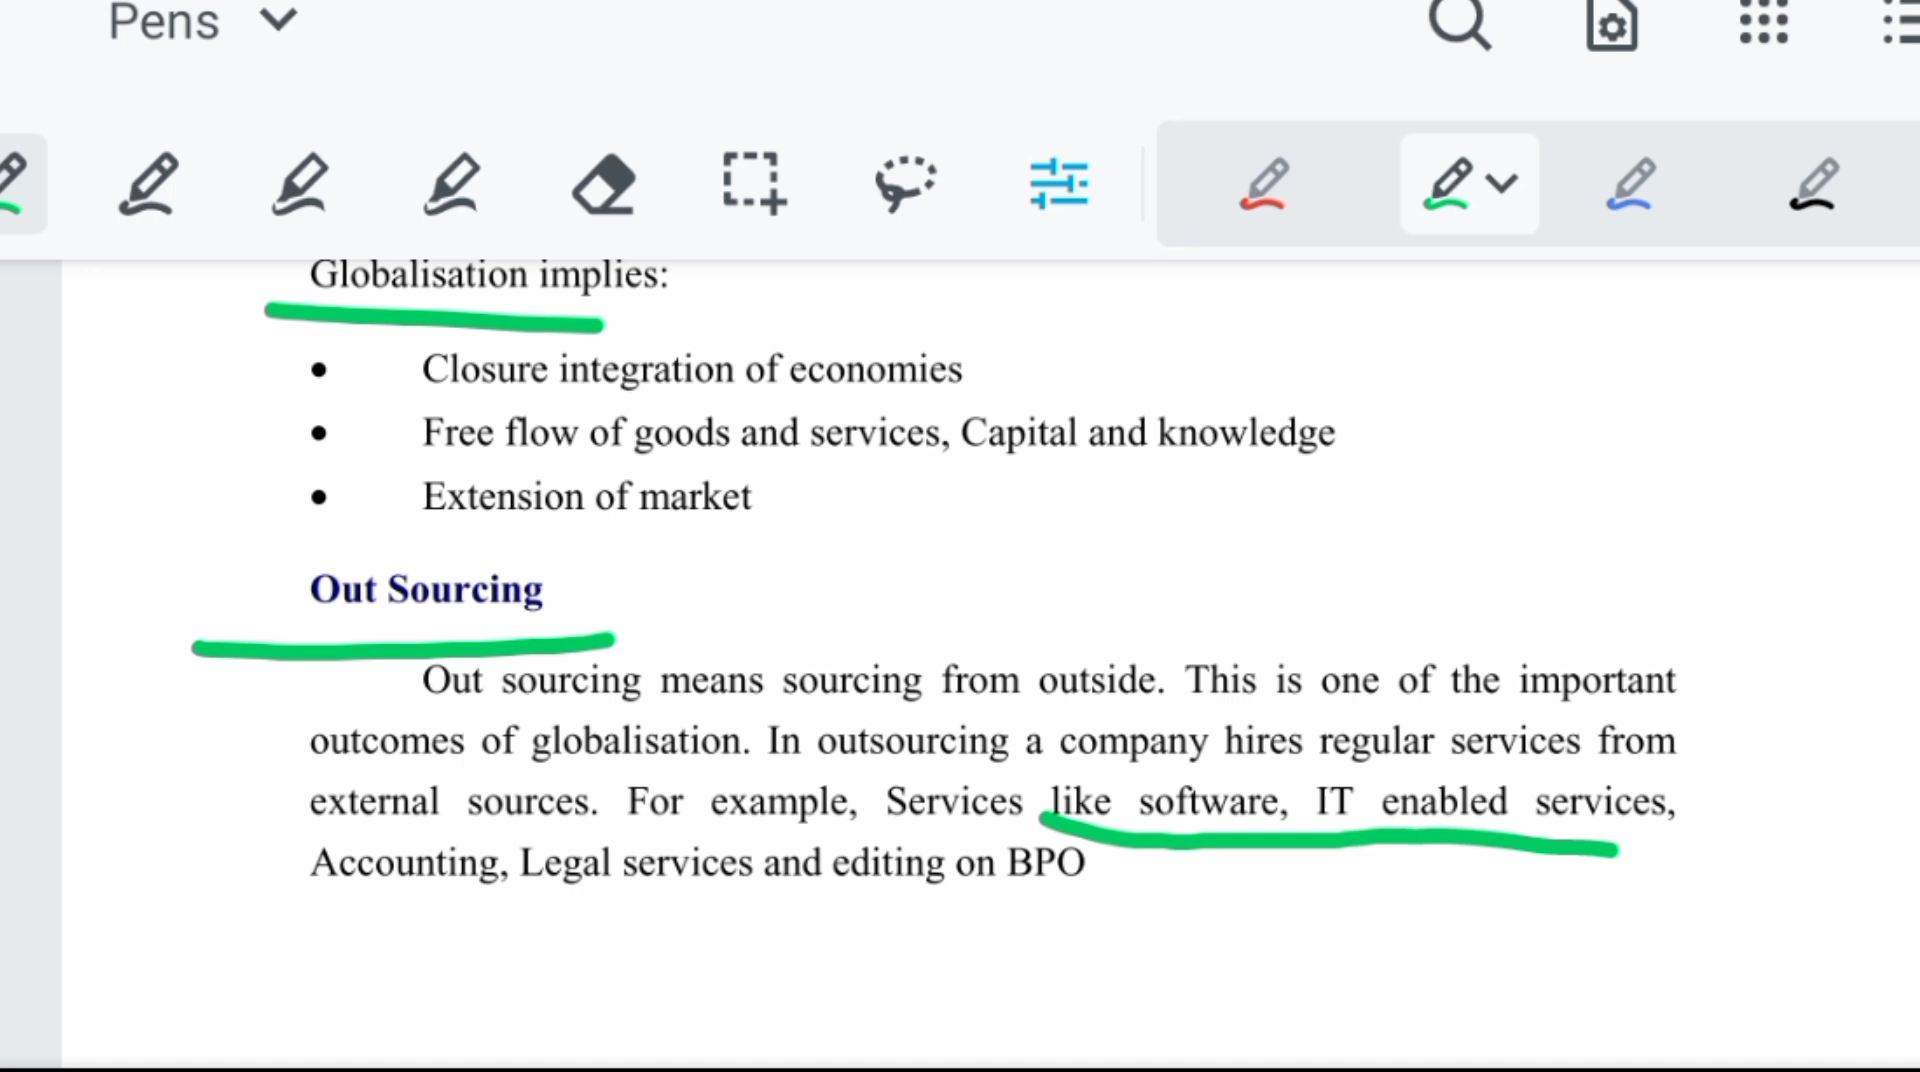 Pens
Globalisation implies:
• Closure integration of economies
• Free flow of goods and services, Capital and knowledge
• Extension of market
Out Sourcing
Out sourcing means sourcing from outside. This is one of the important
outcomes of globalisation. In outsourcing a company hires regular services from
external sources. For example, Services like software, IT enabled services,
Accounting, Legal services and editing on BPO